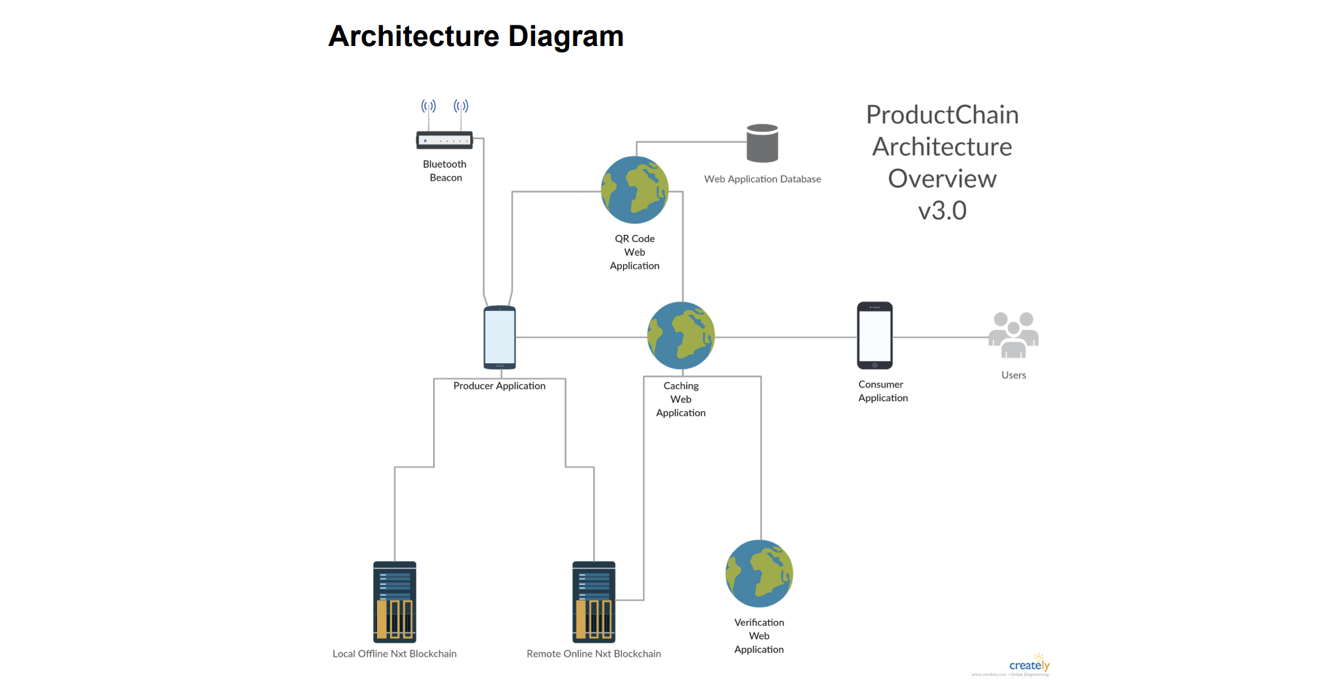 Architecture Diagram
ProductChain
Architecture
Overview
v3.0
Bluetooth
Beacon
Web Application Database
QR Code
Web
Application
Producer Application
Caching
Web
Application
Consumer
Application
Users
Local Offline Nxt Blockchain
Remote Online Nxt Blockchain
Verification
Web
Application
creately
www.creately.com • Online Diagramming